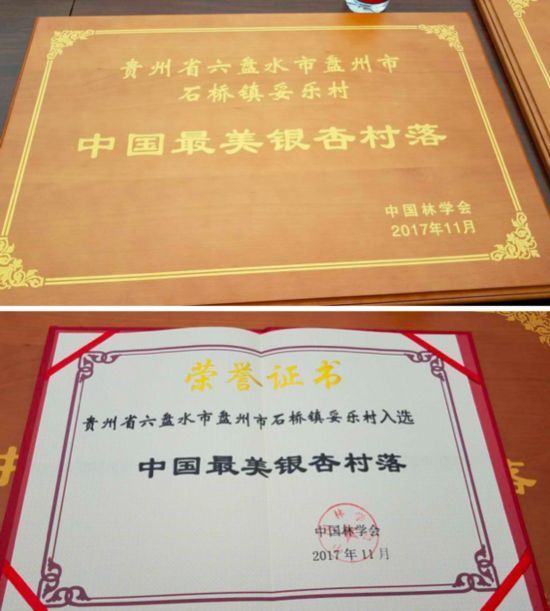 贵州省六盘水市盘州市
石桥镇妥乐村
中国最美银杏村落
中国林学会
2017年11月
荣誉证书
贵州省六盘水市盘州市石桥镇妥乐村入选
中国最美银杏村落
中国林学会
2017年11月